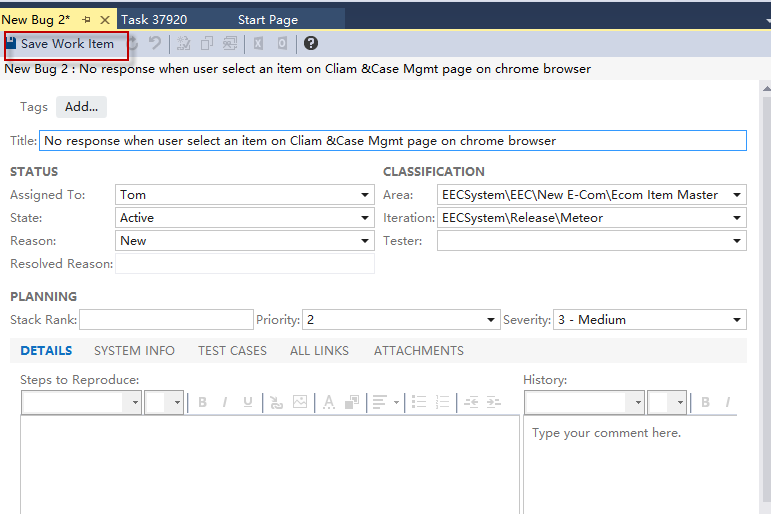 New Bug 2* Task 37920 Start Page
Save Work Item
New Bug 2 : No response when user select an item on Cliam &Case Mgmt page on chrome browser
Tags Add...
Title: No response when user select an item on Cliam &Case Mgmt page on chrome browser
STATUS CLASSIFICATION
Assigned To: Tom Area: EECSystem\EEC\New E-Com\Ecom Item Master
State: Active Iteration: EECSystem\Release\Meteor
Reason: New Tester:
Resolved Reason:
PLANNING
Stack Rank: Priority: 2 Severity: 3 - Medium
DETAILS SYSTEM INFO TEST CASES ALL LINKS ATTACHMENTS
Steps to Reproduce: History:
B I U A B I
Type your comment here.